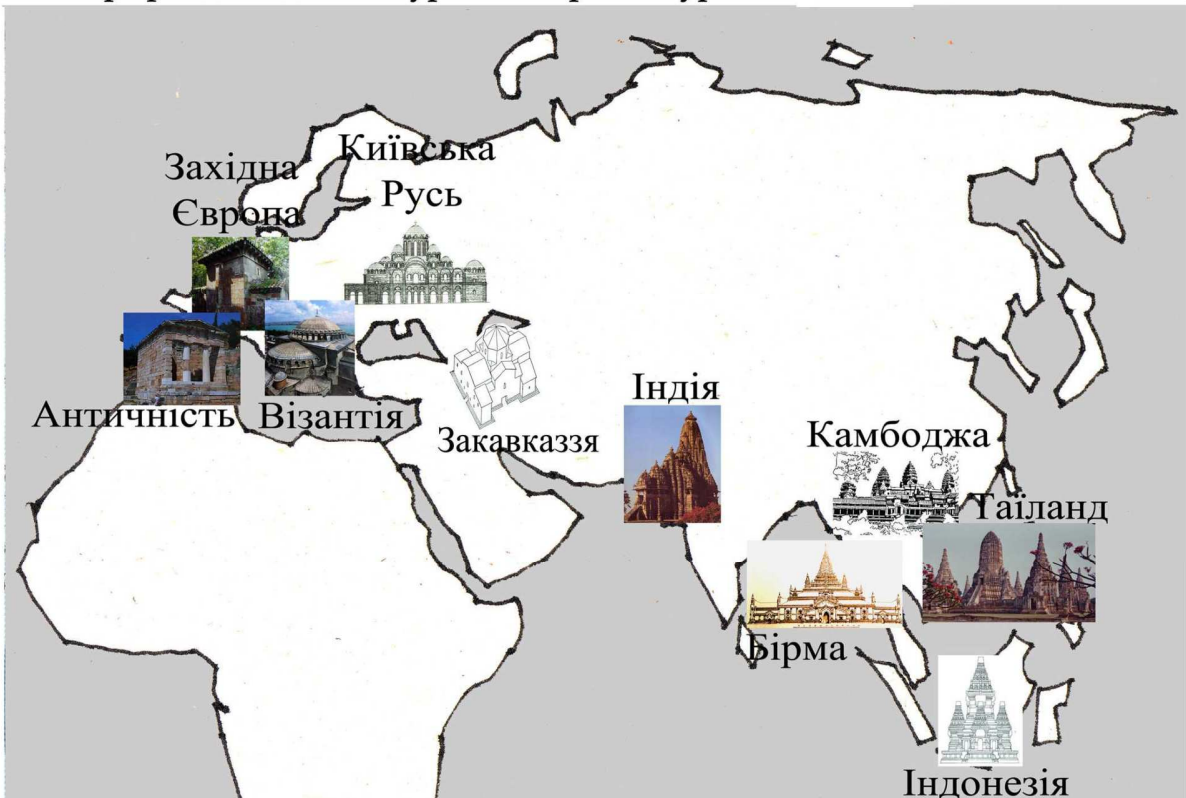 Західна
Європа
Київська
Русь
Античність
Візантія
Закавказзя
Індія
Камбоджа
Таїланд
Бірма
Індонезія